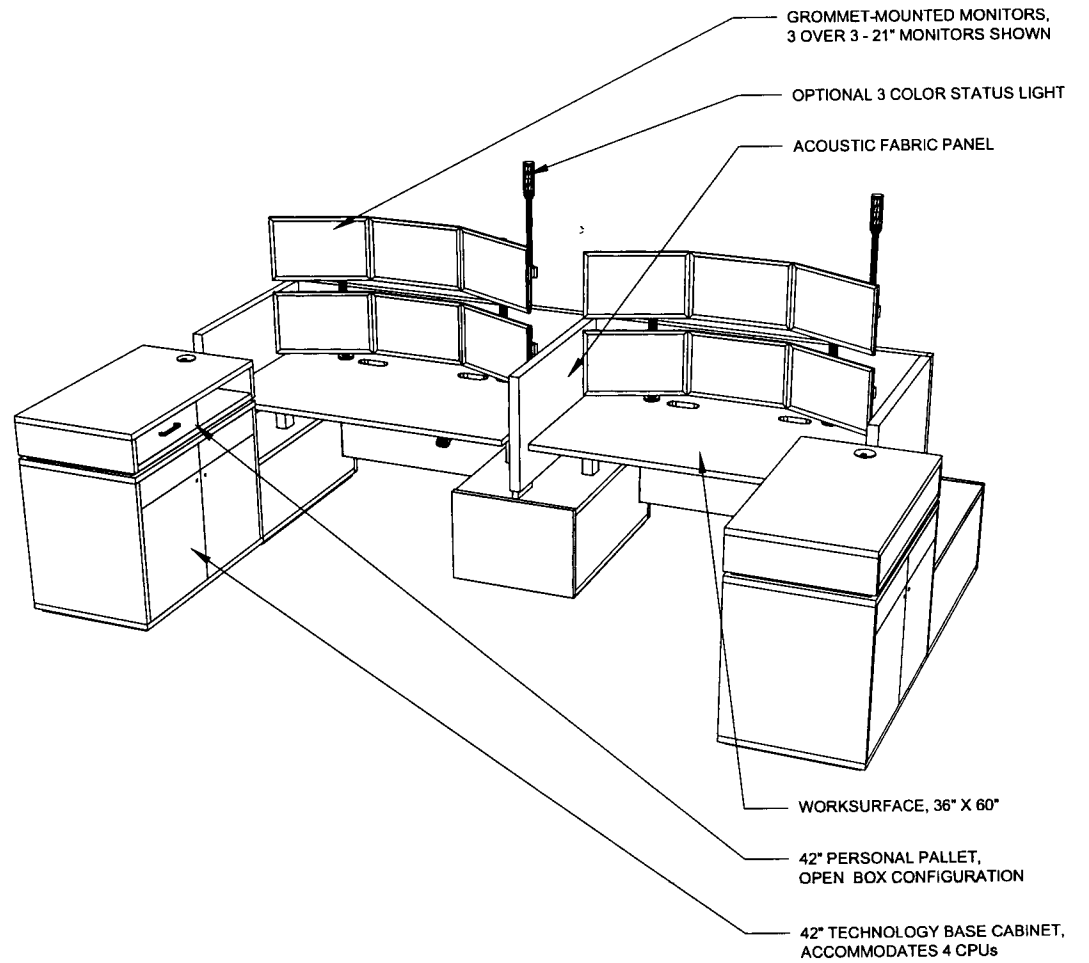 GROMMET-MOUNTED MONITORS,
3 OVER 3 - 21" MONITORS SHOWN
OPTIONAL 3 COLOR STATUS LIGHT
ACOUSTIC FABRIC PANEL
WORKSURFACE, 36" X 60"
42" PERSONAL PALLET,
OPEN BOX CONFIGURATION
42" TECHNOLOGY BASE CABINET,
ACCOMMODATES 4 CPUs